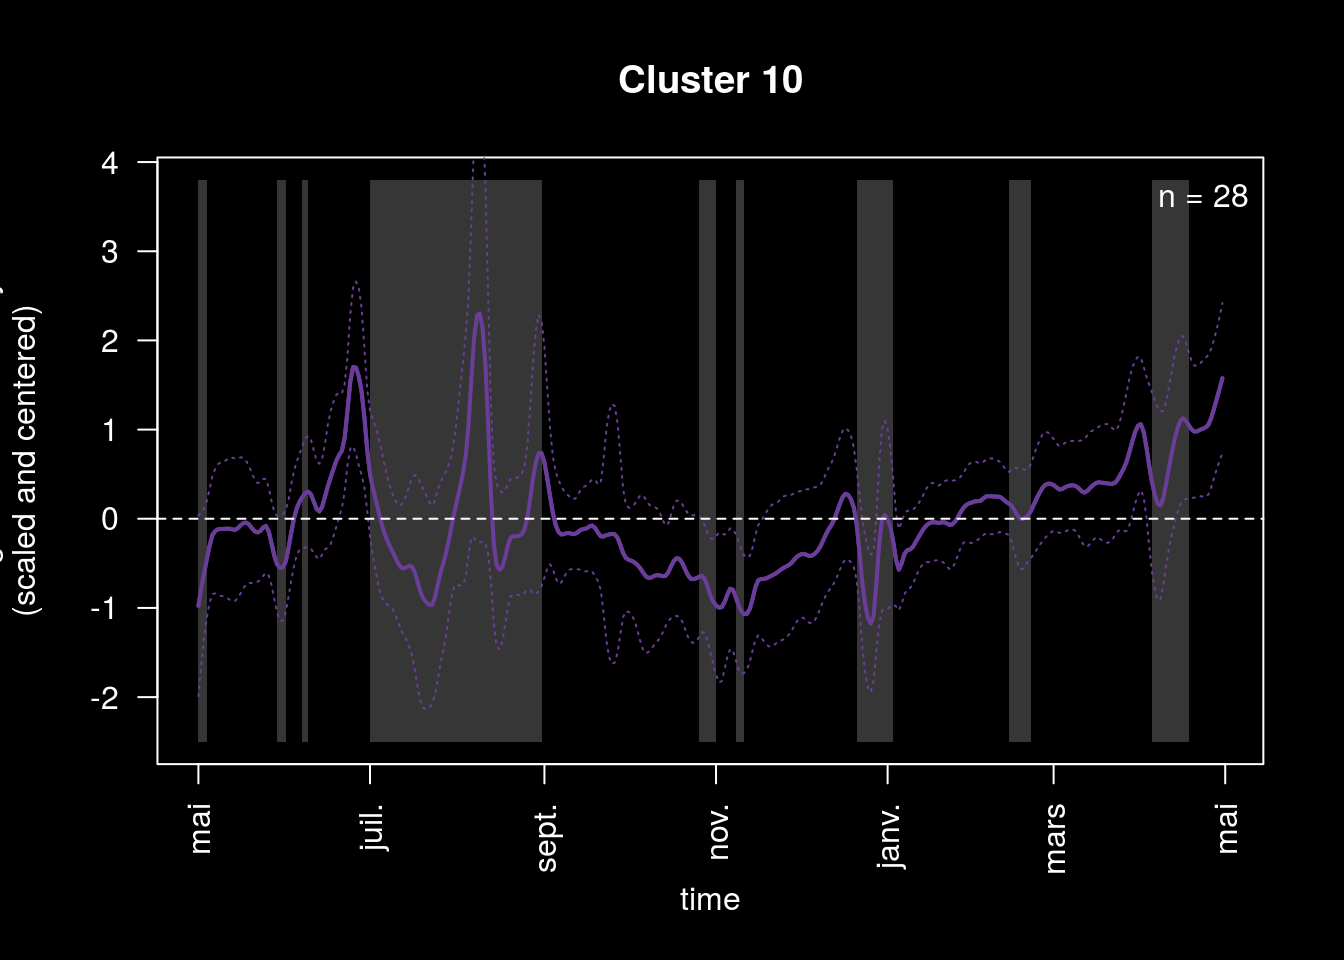 Cluster 10
n = 28
4
3
2
1
0
-1
-2
(scaled and centered)
mai
juil.
sept.
nov.
janv.
mars
mai
time